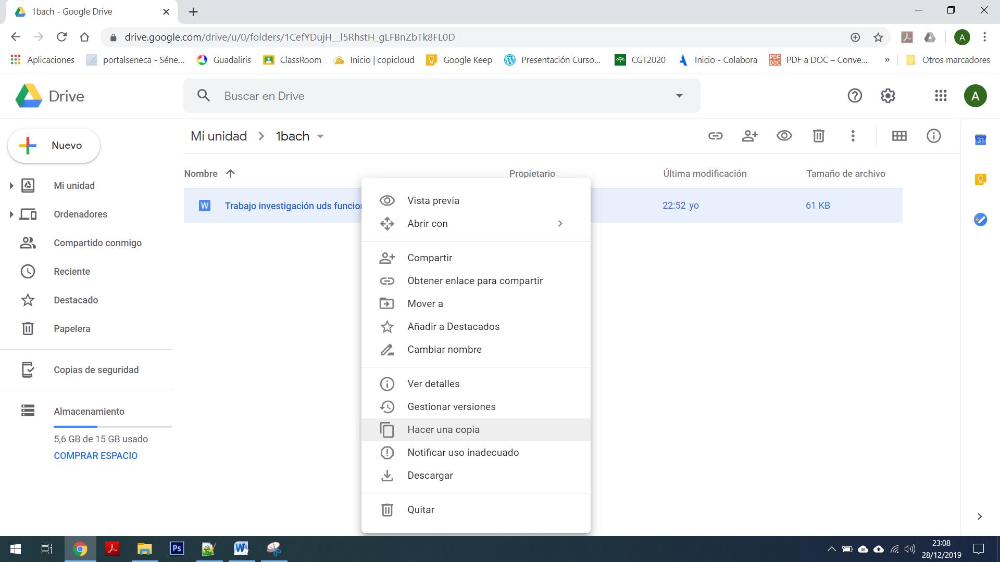 1bach - Google Drive
drive.google.com/drive/u/0/folders/1CefYDujH__l5RhstH_gLFBnZbTk8FL0D
A
Aplicaciones
portalseneca - Séne...
Guadaliris
ClassRoom
Inicio | copicloud
Google Keep
Presentación Curso...
CGT2020
Inicio - Colabora
PDF DOC
PDF a DOC – Conve...
»
Otros marcadores
Drive
Buscar en Drive
A
Nuevo
Mi unidad
1bach
31
Nombre
Propietario
Última modificación
Tamaño de archivo
W
Trabajo investigación uds funcion
22:52 yo
61 KB
Mi unidad
Ordenadores
Compartido conmigo
Reciente
Destacado
Papelera
Copias de seguridad
Almacenamiento
5,6 GB de 15 GB usado
COMPRAR ESPACIO
Vista previa
Abrir con
Compartir
Obtener enlace para compartir
Mover a
Añadir a Destacados
Cambiar nombre
Ver detalles
Gestionar versiones
Hacer una copia
Notificar uso inadecuado
Descargar
Quitar
Ps
W
23:08
28/12/2019